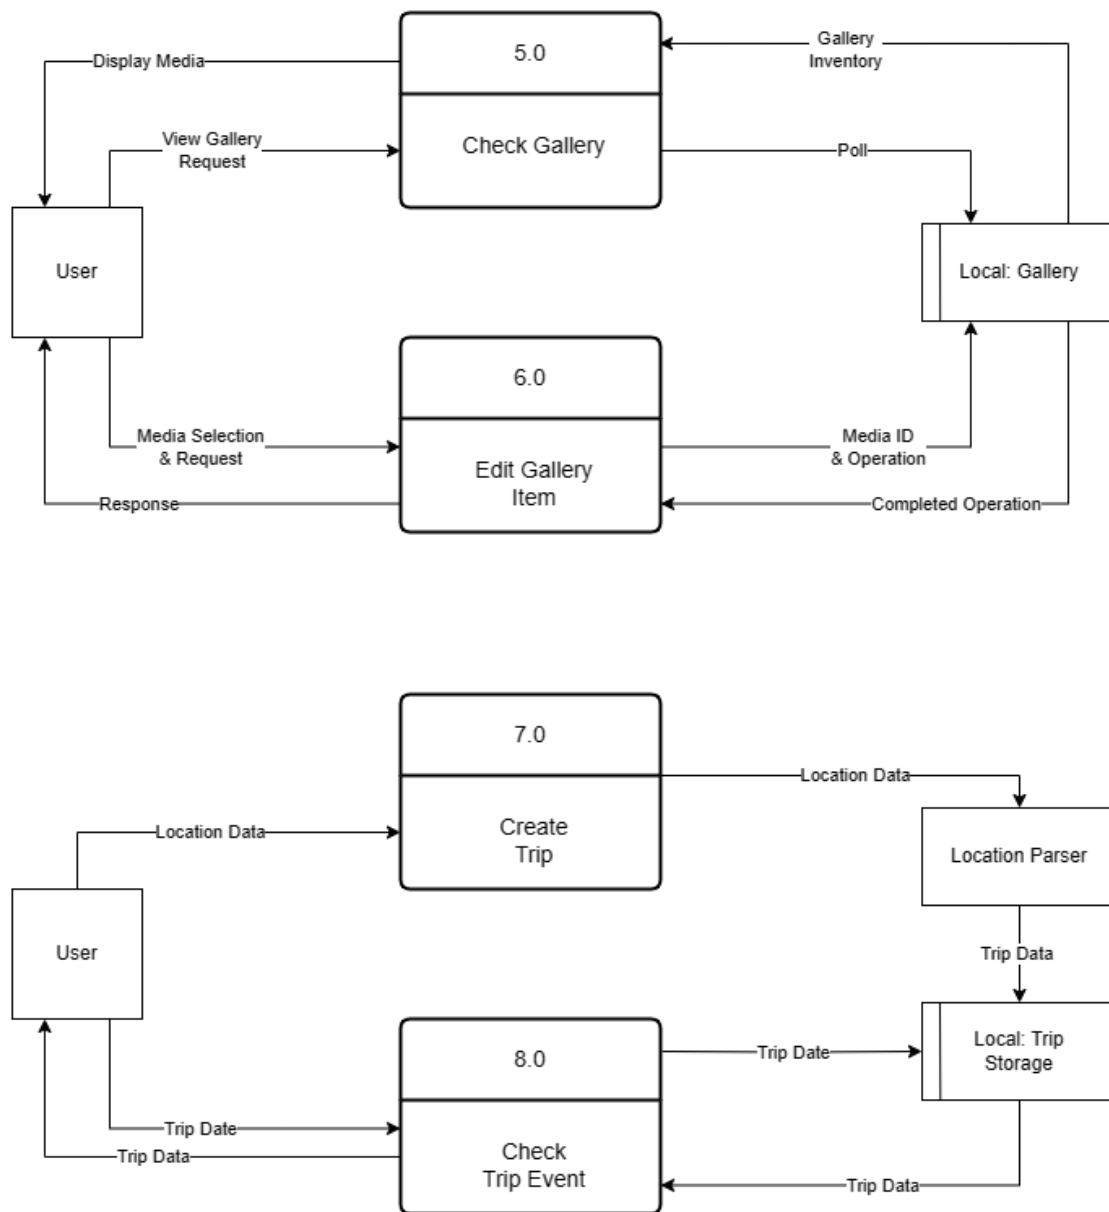 5.0
Gallery
Inventory
Display Media
View Gallery
Request
Check Gallery
Poll
User
Local: Gallery
6.0
Media Selection
& Request
Media ID
& Operation
Edit Gallery
Item
Response
Completed Operation
7.0
Location Data
Location Data
Create
Trip
Location Parser
User
Trip Data
8.0
Trip Date
Local: Trip
Storage
Trip Date
Trip Data
Check
Trip Event
Trip Data